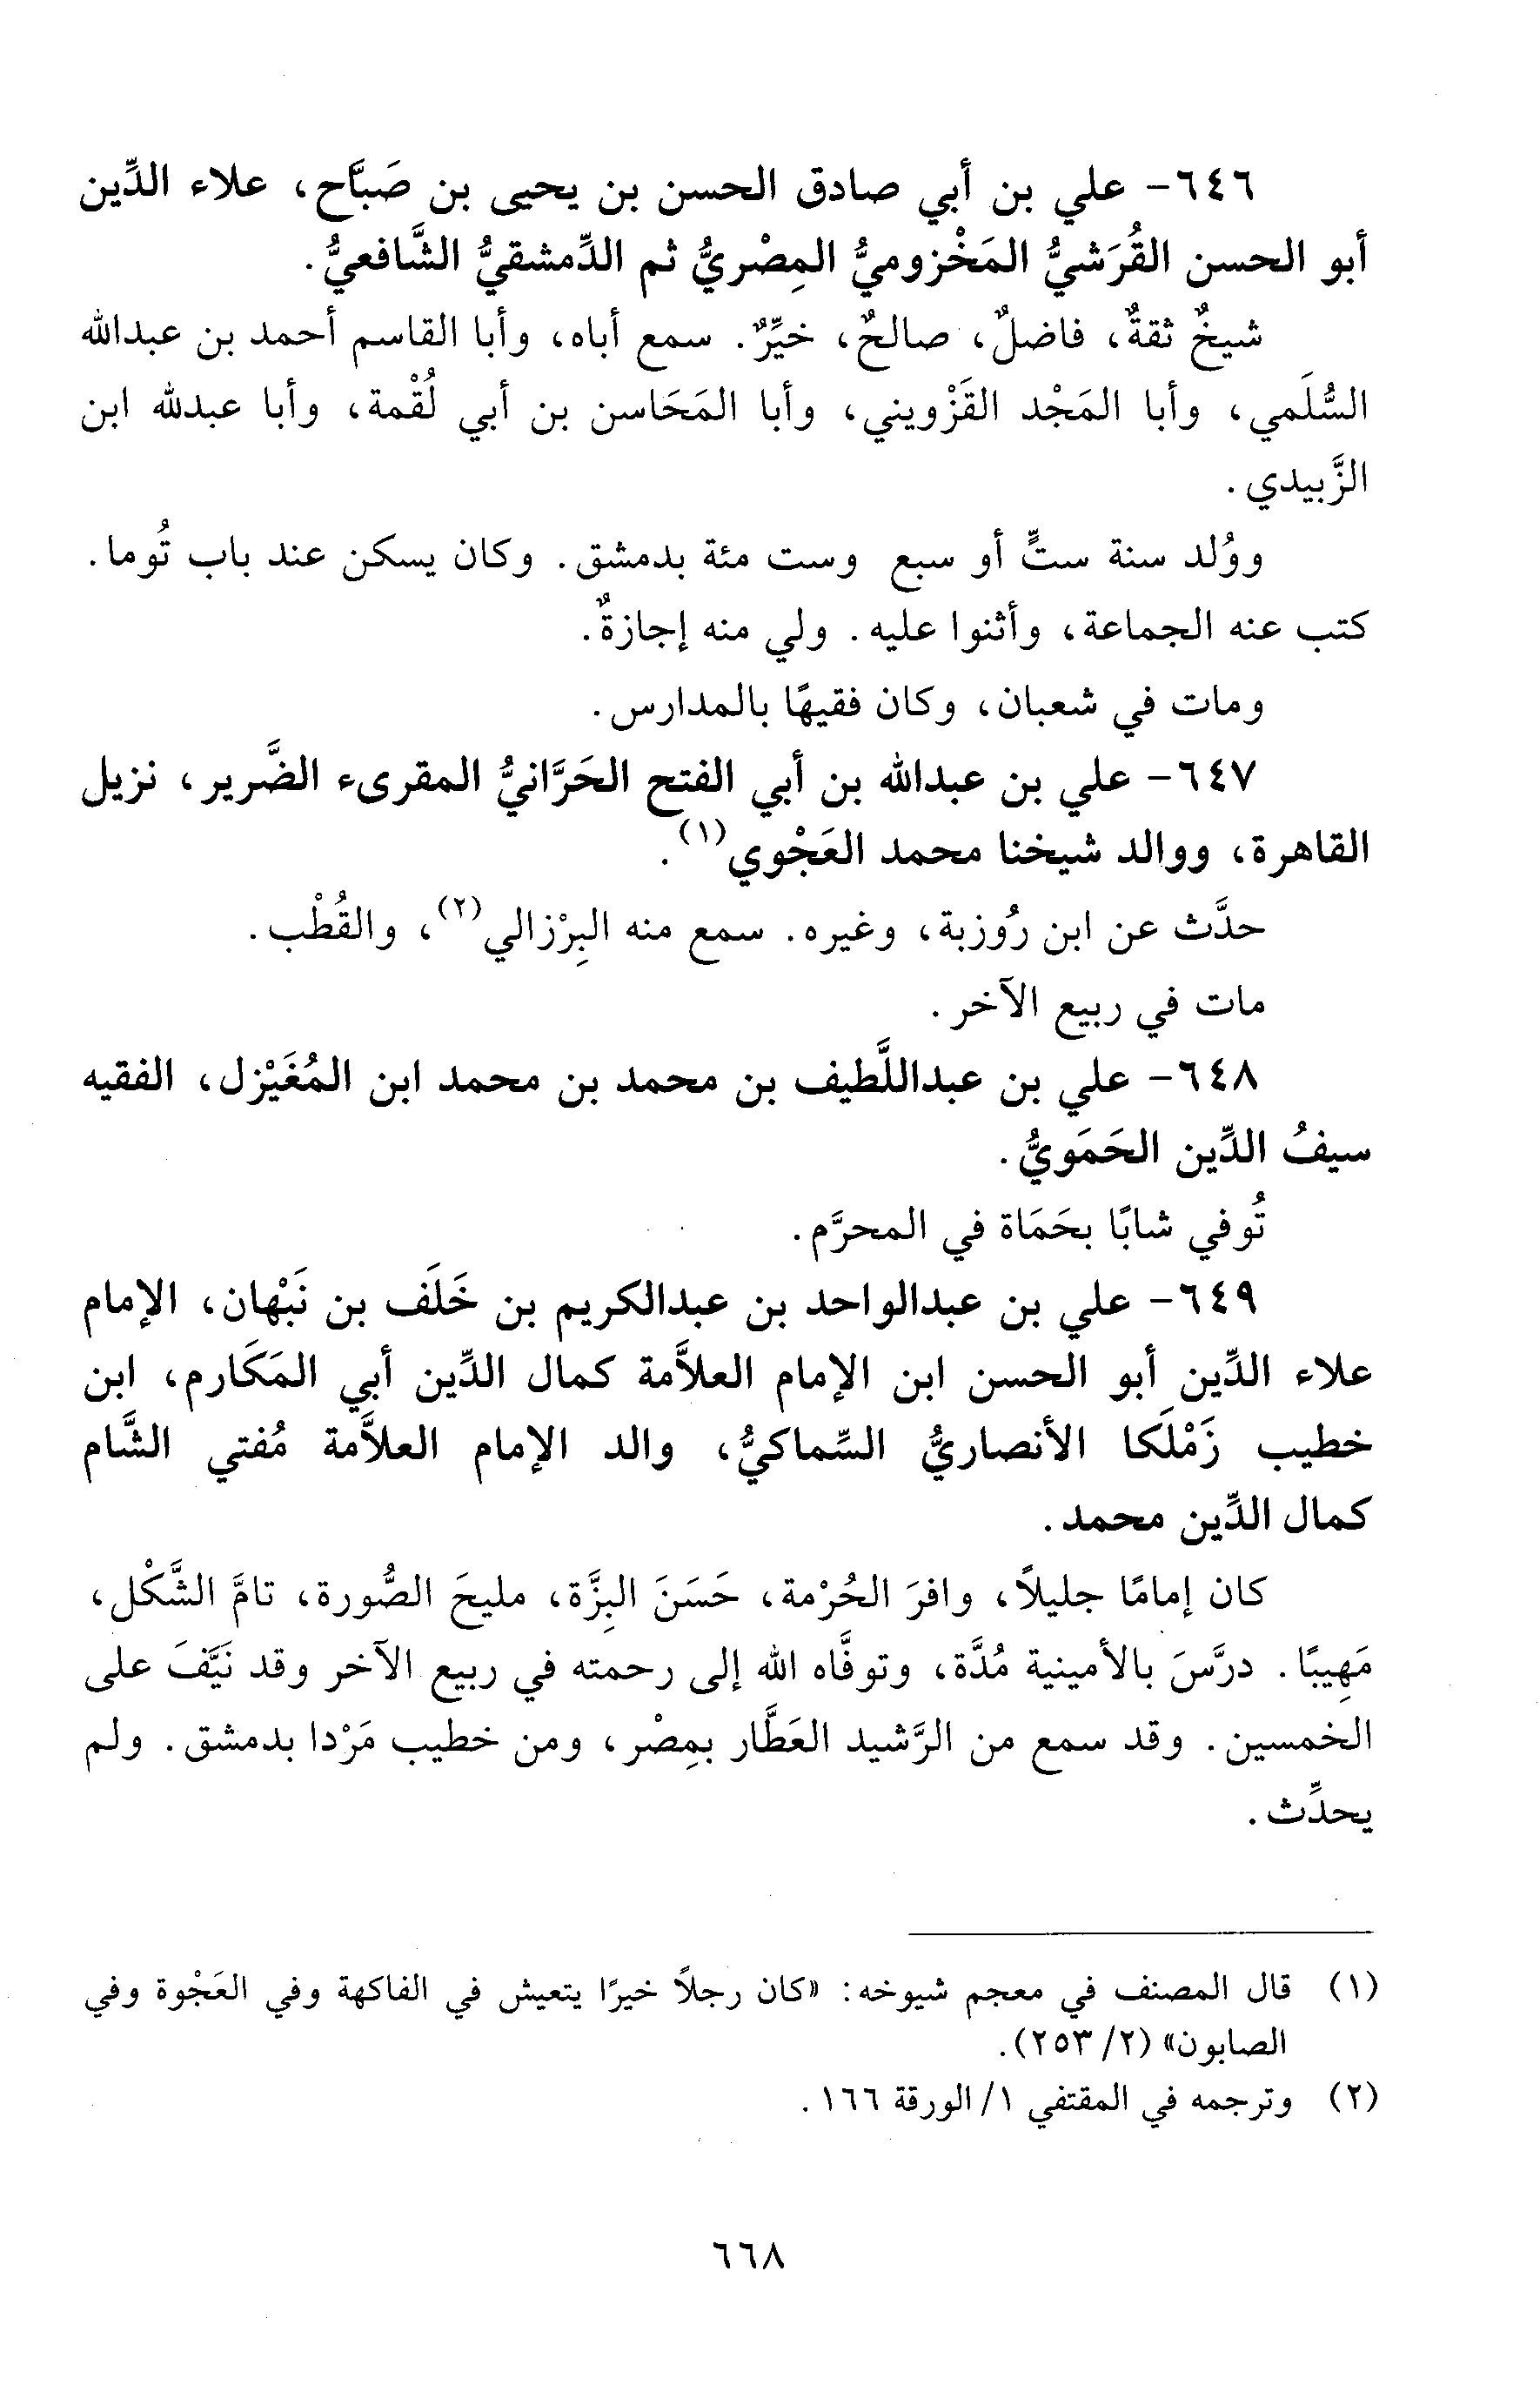 ٦٤٦- علي بن أبي صادق الحسن بن يحيى بن صَبَّاح، علاء الدِّين
أبو الحسن القُرَشيُّ المَخْزوميُّ المِصْريُّ ثم الدِّمشقيُّ الشَّافعيُّ.
شيخٌ ثقةٌ، فاضلٌ، صالحٌ، خيِّرٌ. سمع أباه، وأبا القاسم أحمد بن عبدالله
السُّلَمي، وأبا المَجْد القَزْويني، وأبا المَحَاسن بن أبي لُقْمة، وأبا عبدلله ابن
الزَّبيدي.
ووُلد سنة ستٍّ أو سبع وست مئة بدمشق. وكان يسكن عند باب تُوما.
كتب عنه الجماعة، وأثنوا عليه. ولي منه إجازةٌ.
ومات في شعبان، وكان فقيهًا بالمدارس.
٦٤٧- علي بن عبدالله بن أبي الفتح الحَرَّانيُّ المقرىء الضَّرير، نزيل
القاهرة، ووالد شيخنا محمد العَجْوي(١).
حدَّث عن ابن رُوزبة، وغيره. سمع منه البِرْزالي(٢)، والقُطْب.
مات في ربيع الآخر.
٦٤٨- علي بن عبداللَّطيف بن محمد بن محمد ابن المُغَيْزل، الفقيه
سيفُ الدِّين الحَمَويُّ.
تُوفي شابًا بحَمَاة في المحرَّم.
٦٤٩- علي بن عبدالواحد بن عبدالكريم بن خَلَف بن نَبْهان، الإمام
علاء الدِّين أبو الحسن ابن الإمام العلاَّمة كمال الدِّين أبي المَكَارم، ابن
خطيب زَمْلَكا الأنصاريُّ السِّماكيُّ، والد الإمام العلاَّمة مُفتي الشَّام
كمال الدِّين محمد.
كان إمامًا جليلاً، وافرَ الحُرْمة، حَسَنَ البِزَّة، مليحَ الصُّورة، تامَّ الشَّكْل،
مَهِيبًا. درَّسَ بالأمينية مُدَّة، وتوفَّاه الله إلى رحمته في ربيع الآخر وقد نَيَّفَ على
الخمسين. وقد سمع من الرَّشيد العَطَّار بمِصْر، ومن خطيب مَرْدا بدمشق. ولم
يحدِّث.
(١) قال المصنف في معجم شيوخه: «كان رجلاً خيرًا يتعيش في الفاكهة وفي العَجْوة وفي
الصابون» (٢/ ٢٥٣).
(٢) وترجمه في المقتفي ١/ الورقة ١٦٦.
٦٦٨